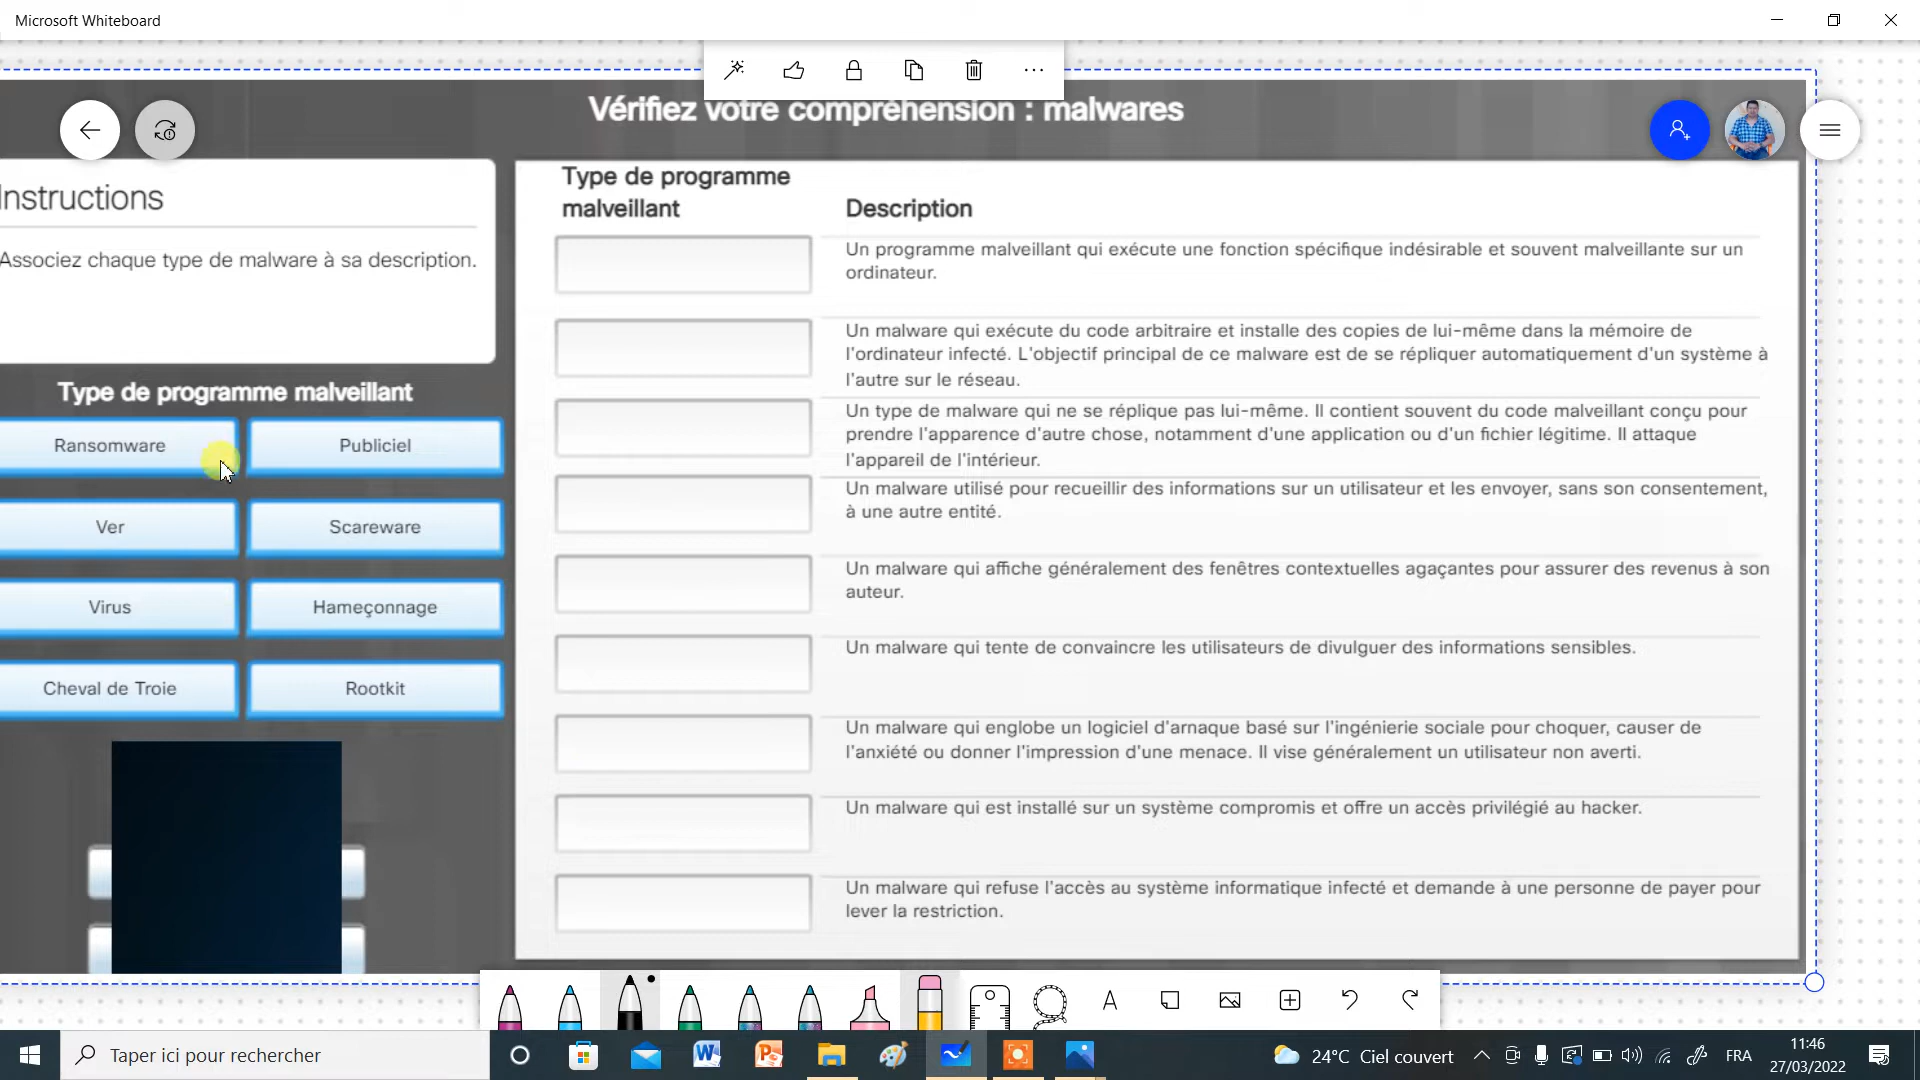 Microsoft Whiteboard
Vérifiez votre compréhension : malwares
Instructions
Associez chaque type de malware à sa description.
Type de programme malveillant
Ransomware
Publiciel
Ver
Scareware
Virus
Hameçonnage
Cheval de Troie
Rootkit
Type de programme
malveillant
Description
Un programme malveillant qui exécute une fonction spécifique indésirable et souvent malveillante sur un
ordinateur.
Un malware qui exécute du code arbitraire et installe des copies de lui-même dans la mémoire de
l'ordinateur infecté. L'objectif principal de ce malware est de se répliquer automatiquement d'un système à
l'autre sur le réseau.
Un type de malware qui ne se réplique pas lui-même. Il contient souvent du code malveillant conçu pour
prendre l'apparence d'autre chose, notamment d'une application ou d'un fichier légitime. Il attaque
l'appareil de l'intérieur.
Un malware utilisé pour recueillir des informations sur un utilisateur et les envoyer, sans son consentement,
à une autre entité.
Un malware qui affiche généralement des fenêtres contextuelles agaçantes pour assurer des revenus à son
auteur.
Un malware qui tente de convaincre les utilisateurs de divulguer des informations sensibles.
Un malware qui englobe un logiciel d'arnaque basé sur l'ingénierie sociale pour choquer, causer de
l'anxiété ou donner l'impression d'une menace. Il vise généralement un utilisateur non averti.
Un malware qui est installé sur un système compromis et offre un accès privilégié au hacker.
Un malware qui refuse l'accès au système informatique infecté et demande à une personne de payer pour
lever la restriction.
Taper ici pour rechercher
24°C Ciel couvert
FRA
11:46
27/03/2022